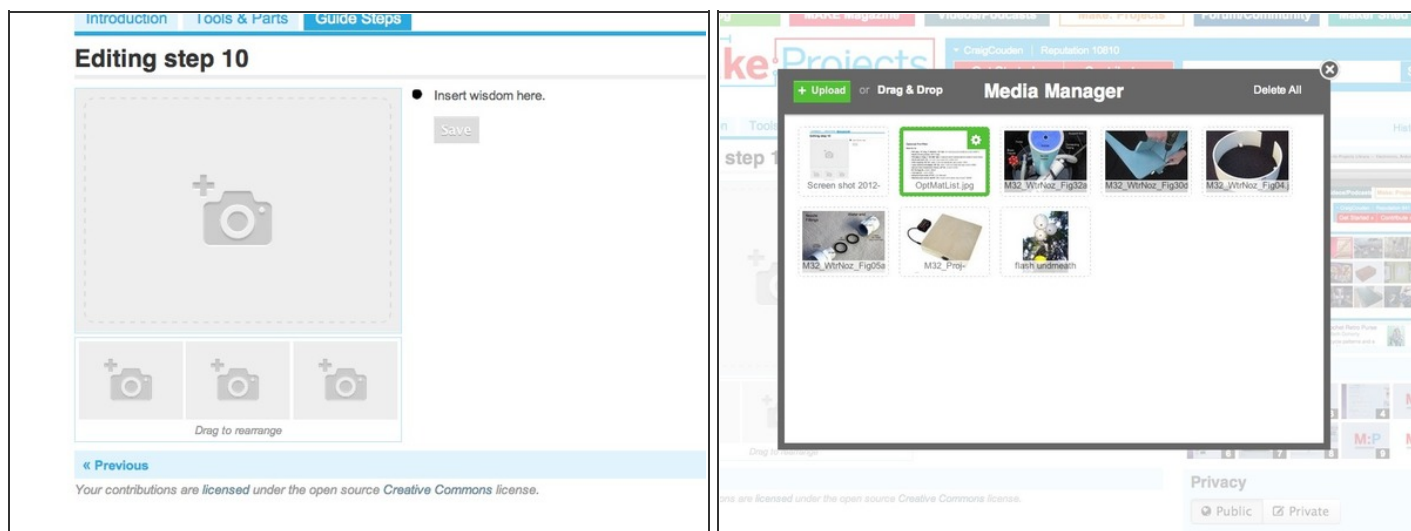 Introduction
Tools & Parts
Guide Steps
Editing step 10
Insert wisdom here.
Save
Drag to rearrange
« Previous
Your contributions are licensed under the open source Creative Commons license.
MAKE Magazine
Videos/Podcasts
Make: Projects
Forum/Community
Maker Shed
ke: Projects
CraigCouden | Reputation 10810
+ Upload or Drag & Drop
Media Manager
Delete All
Tools
step 1
Hist
Screen shot 2012-
OptMatList.jpg
M32_WtrNoz_Fig32a
M32_WtrNoz_Fig30d
M32_WtrNoz_Fig04.j
M32_WtrNoz_Fig05a
M32_Proj-
flash undrneath
Drag to rearrange
ons are licensed under the open source Creative Commons license.
M:P
Privacy
Public
Private